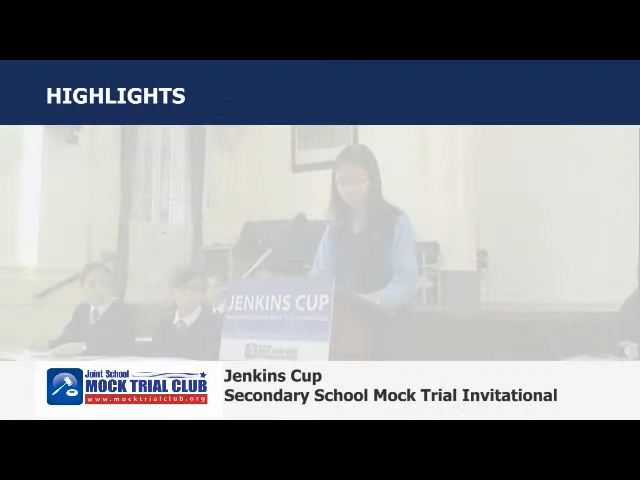 HIGHLIGHTS
JENKINS CUP
Joint School
MOCK TRIAL CLUB
www.mocktrialclub.org
Jenkins Cup
Secondary School Mock Trial Invitational